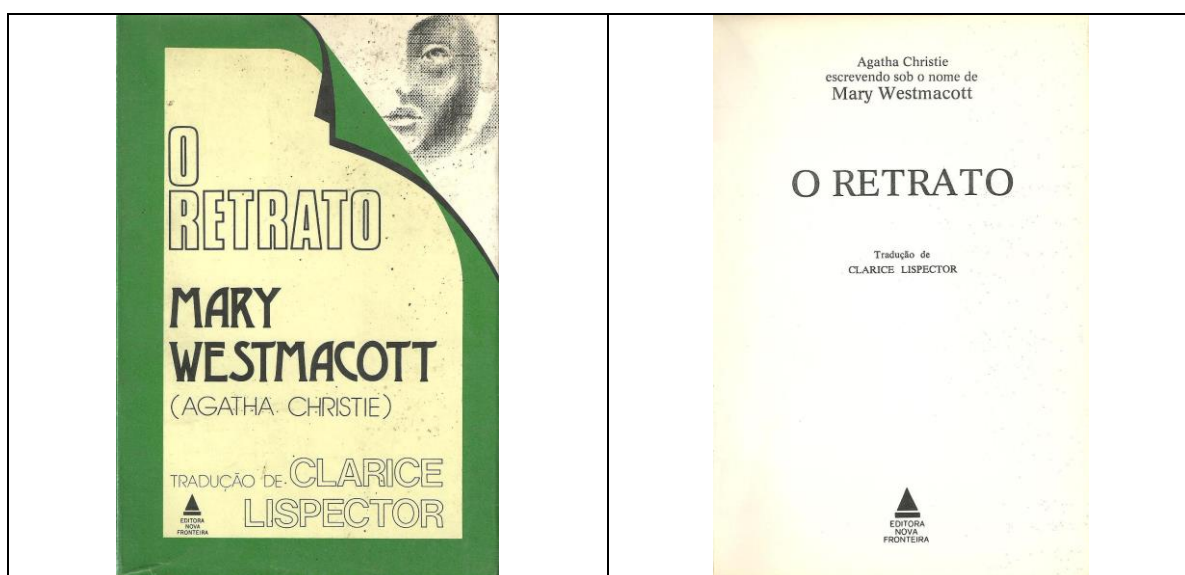 O
RETRATO
MARY
WESTMACOTT
(AGATHA CHRISTIE)
TRADUÇÃO DE CLARICE
LISPECTOR
EDITORA
NOVA
FRONTEIRA
Agatha Christie
escrevendo sob o nome de
Mary Westmacott
O RETRATO
Tradução de
CLARICE LISPECTOR
EDITORA
NOVA
FRONTEIRA